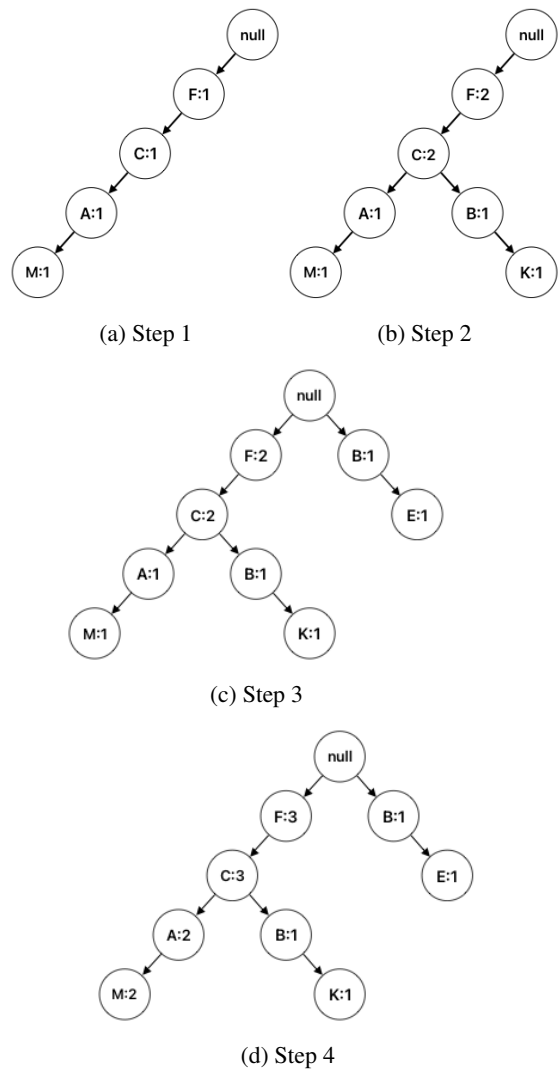 null null
F:1 F:2
C:1 C:2
A:1 A:1 B:1
M:1 M:1 K:1
(a) Step 1 (b) Step 2
null
F:2 B:1
C:2 E:1
A:1 B:1
M:1 K:1
(c) Step 3
null
F:3 B:1
C:3 E:1
A:2 B:1
M:2 K:1
(d) Step 4